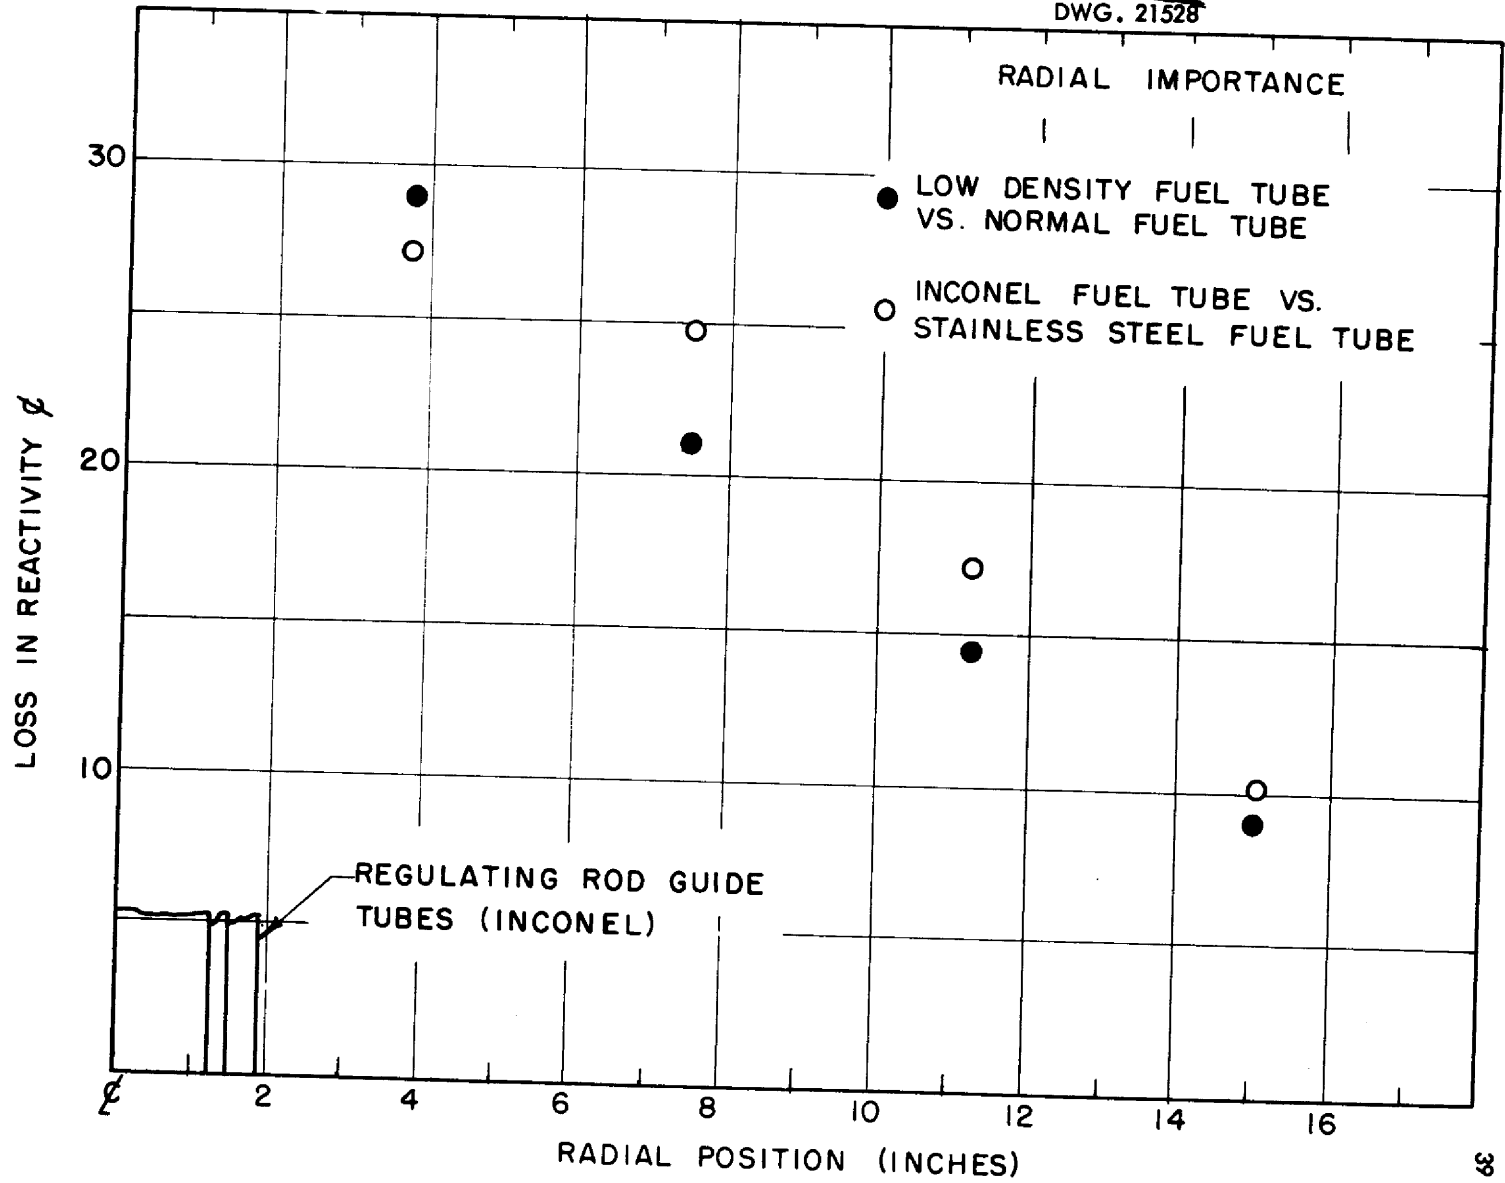 DWG. 21528
RADIAL IMPORTANCE
30
LOW DENSITY FUEL TUBE
VS. NORMAL FUEL TUBE
INCONEL FUEL TUBE VS.
STAINLESS STEEL FUEL TUBE
LOSS IN REACTIVITY ¢
20
10
REGULATING ROD GUIDE
TUBES (INCONEL)
℄ 2 4 6 8 10 12 14 16
RADIAL POSITION (INCHES)
39